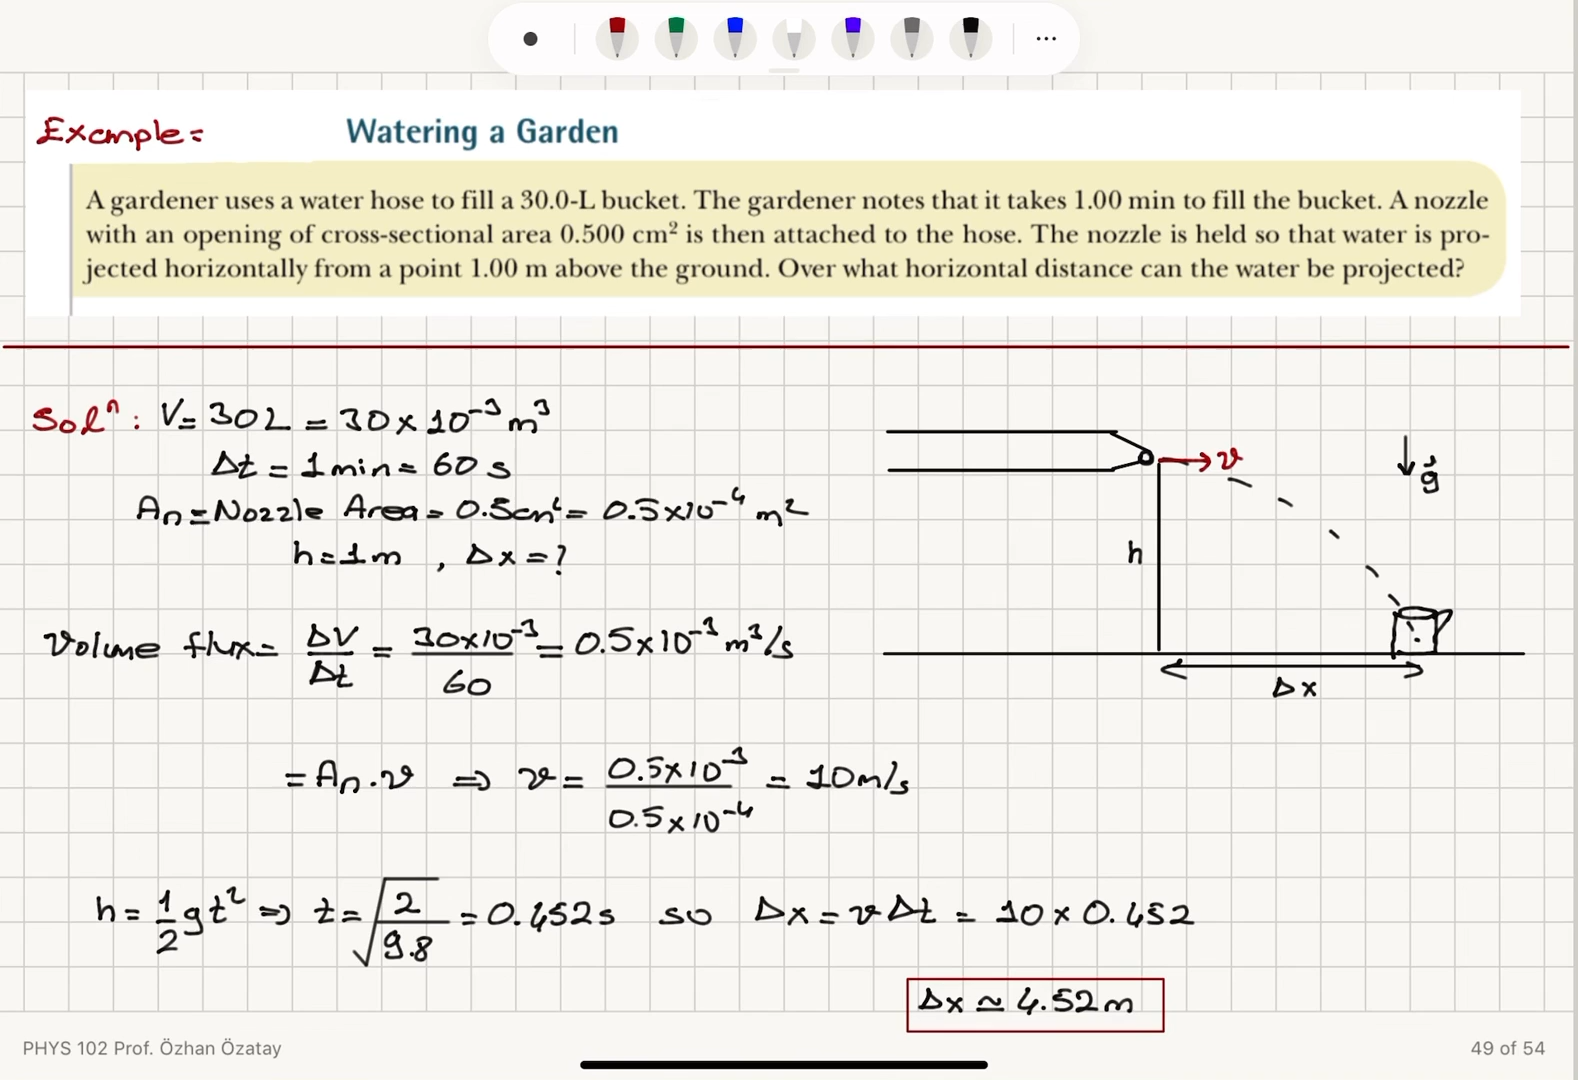 Example=
Watering a Garden
A gardener uses a water hose to fill a 30.0-L bucket. The gardener notes that it takes 1.00 min to fill the bucket. A nozzle
with an opening of cross-sectional area 0.500 cm² is then attached to the hose. The nozzle is held so that water is pro-
jected horizontally from a point 1.00 m above the ground. Over what horizontal distance can the water be projected?
Solⁿ: V= 30L = 30×10⁻³ m³
Δt = 1min = 60 s
Aₙ = Nozzle Area = 0.5cm² = 0.5×10⁻⁴ m²
h=1m , Δx=?
Volume flux= ΔV/Δt = 30×10⁻³/60 = 0.5×10⁻³ m³/s
= Aₙ.v ⇒ v = 0.5×10⁻³/0.5×10⁻⁴ = 10m/s
h = 1/2 gt² ⇒ t= √(2/9.8) = 0.452s so Δx = vΔt = 10 × 0.452
Δx ≃ 4.52m
v
g
h
Δx
PHYS 102 Prof. Özhan Özatay
49 of 54